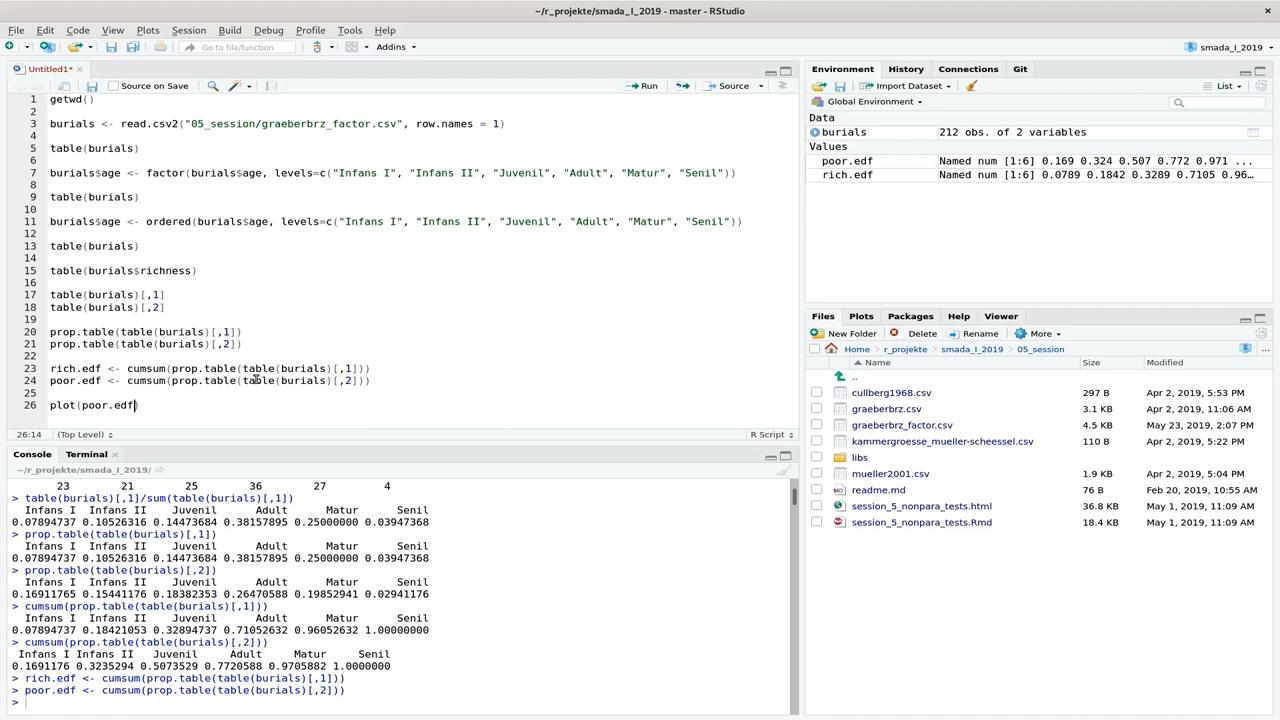 ~/r_projekte/smada_I_2019 - master - RStudio
File Edit Code View Plots Session Build Debug Profile Tools Help
Go to file/function Addins smada_I_2019
Untitled1*
Source on Save Run Source
1 getwd()
2
3 burials <- read.csv2("05_session/graeberbrz_factor.csv", row.names = 1)
4
5 table(burials)
6
7 burials$age <- factor(burials$age, levels=c("Infans I", "Infans II", "Juvenil", "Adult", "Matur", "Senil"))
8
9 table(burials)
10
11 burials$age <- ordered(burials$age, levels=c("Infans I", "Infans II", "Juvenil", "Adult", "Matur", "Senil"))
12
13 table(burials)
14
15 table(burials$richness)
16
17 table(burials)[,1]
18 table(burials)[,2]
19
20 prop.table(table(burials)[,1])
21 prop.table(table(burials)[,2])
22
23 rich.edf <- cumsum(prop.table(table(burials)[,1]))
24 poor.edf <- cumsum(prop.table(table(burials)[,2]))
25
26 plot(poor.edf)
26:14 (Top Level) R Script
Console Terminal
~/r_projekte/smada_I_2019/
23 21 25 36 27 4
> table(burials)[,1]/sum(table(burials)[,1])
Infans I Infans II Juvenil Adult Matur Senil
0.07894737 0.10526316 0.14473684 0.38157895 0.25000000 0.03947368
> prop.table(table(burials)[,1])
Infans I Infans II Juvenil Adult Matur Senil
0.07894737 0.10526316 0.14473684 0.38157895 0.25000000 0.03947368
> prop.table(table(burials)[,2])
Infans I Infans II Juvenil Adult Matur Senil
0.16911765 0.15441176 0.18382353 0.26470588 0.19852941 0.02941176
> cumsum(prop.table(table(burials)[,1]))
Infans I Infans II Juvenil Adult Matur Senil
0.07894737 0.18421053 0.32894737 0.71052632 0.96052632 1.00000000
> cumsum(prop.table(table(burials)[,2]))
Infans I Infans II Juvenil Adult Matur Senil
0.1691176 0.3235294 0.5073529 0.7720588 0.9705882 1.0000000
> rich.edf <- cumsum(prop.table(table(burials)[,1]))
> poor.edf <- cumsum(prop.table(table(burials)[,2]))
>
Environment History Connections Git
Import Dataset List
Global Environment
Data
burials 212 obs. of 2 variables
Values
poor.edf Named num [1:6] 0.169 0.324 0.507 0.772 0.971 ...
rich.edf Named num [1:6] 0.0789 0.1842 0.3289 0.7105 0.96…
Files Plots Packages Help Viewer
New Folder Delete Rename More
Home r_projekte smada_I_2019 05_session ...
Name Size Modified
..
cullberg1968.csv 297 B Apr 2, 2019, 5:53 PM
graeberbrz.csv 3.1 KB Apr 2, 2019, 11:06 AM
graeberbrz_factor.csv 4.5 KB May 23, 2019, 2:07 PM
kammergroesse_mueller-scheessel.csv 110 B Apr 2, 2019, 5:22 PM
libs
mueller2001.csv 1.9 KB Apr 2, 2019, 5:04 PM
readme.md 76 B Feb 20, 2019, 10:55 AM
session_5_nonpara_tests.html 36.8 KB May 1, 2019, 11:09 AM
session_5_nonpara_tests.Rmd 18.4 KB May 1, 2019, 11:09 AM